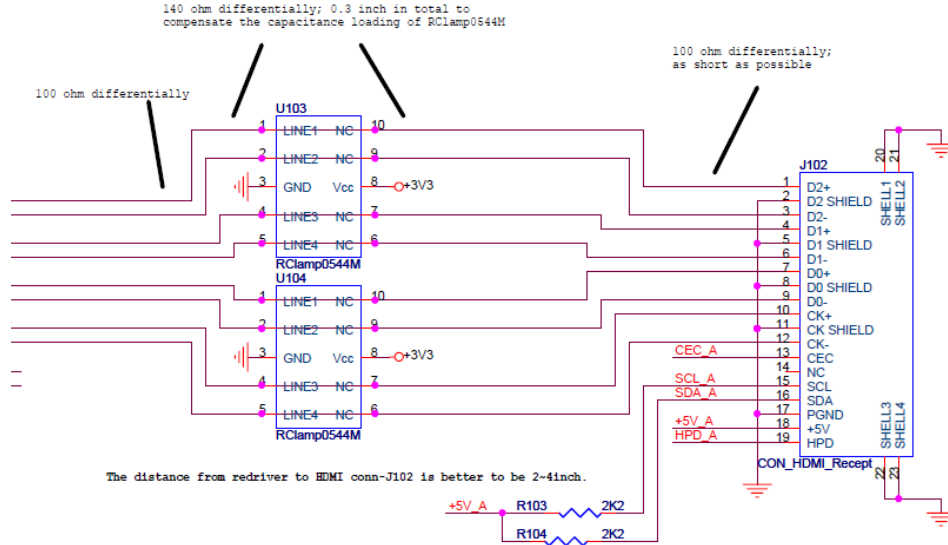 140 ohm differentially; 0.3 inch in total to
compensate the capacitance loading of RClamp0544M
100 ohm differentially;
as short as possible
100 ohm differentially
U103
1 LINE1 NC 10
2 LINE2 NC 9
3 GND Vcc 8 +3V3
4 LINE3 NC 7
5 LINE4 NC 6
RClamp0544M
U104
1 LINE1 NC 10
2 LINE2 NC 9
3 GND Vcc 8 +3V3
4 LINE3 NC 7
5 LINE4 NC 6
RClamp0544M
20 21
J102
SHELL1 SHELL2
1 D2+
2 D2 SHIELD
3 D2-
4 D1+
5 D1 SHIELD
6 D1-
7 D0+
8 D0 SHIELD
9 D0-
10 CK+
11 CK SHIELD
12 CK-
CEC_A 13 CEC
14 NC
SCL_A 15 SCL
SDA_A 16 SDA
17 PGND
+5V_A 18 +5V
HPD_A 19 HPD
SHELL3 SHELL4
CON_HDMI_Recept
22 23
The distance from redriver to HDMI conn-J102 is better to be 2~4inch.
+5V_A
R103 2K2
R104 2K2